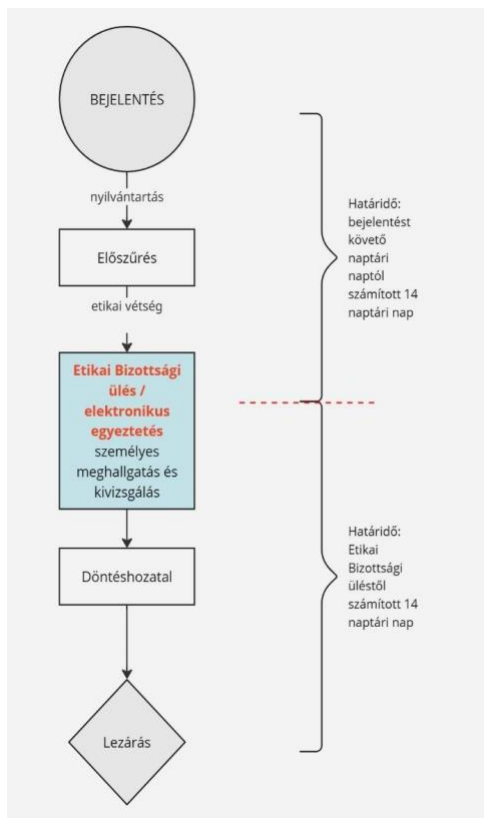 BEJELENTÉS
nyilvántartás
Előszűrés
etikai vétség
Etikai Bizottsági
ülés /
elektronikus
egyeztetés
személyes
meghallgatás és
kivizsgálás
Döntéshozatal
Lezárás
Határidő:
bejelentést
követő
naptári
naptól
számított 14
naptári nap
Határidő:
Etikai
Bizottsági
üléstől
számított 14
naptári nap